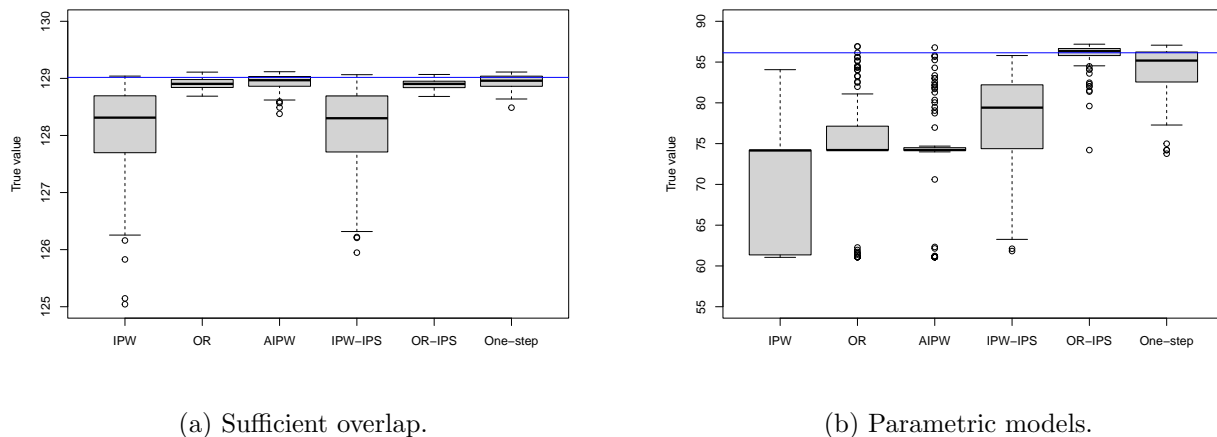 True value
130
129
128
127
126
125
IPW OR AIPW IPW−IPS OR−IPS One−step
(a) Sufficient overlap.
True value
90
85
80
75
70
65
60
55
IPW OR AIPW IPW−IPS OR−IPS One−step
(b) Parametric models.